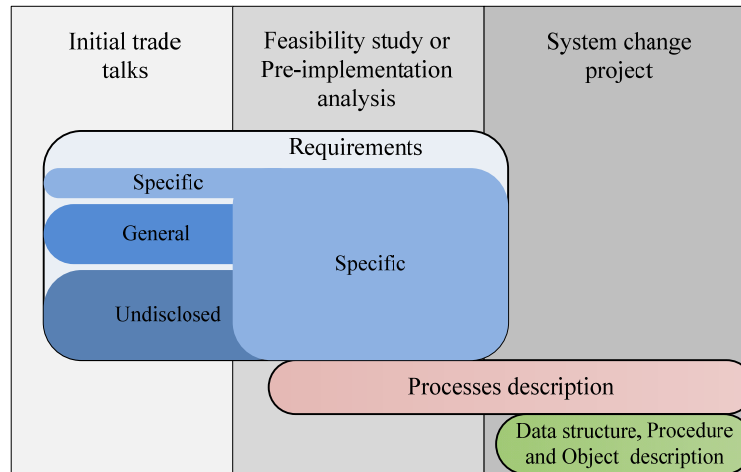 Initial trade
talks
Feasibility study or
Pre-implementation
analysis
System change
project
Requirements
Specific
General
Undisclosed
Specific
Processes description
Data structure, Procedure
and Object description